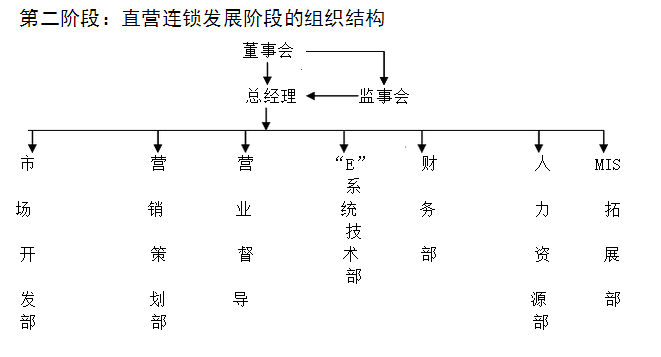 第二阶段：直营连锁发展阶段的组织结构
董事会
总经理
监事会
市场开发部
营销策划部
营业督导
“E”系统技术部
财务部
人力资源部
MIS拓展部